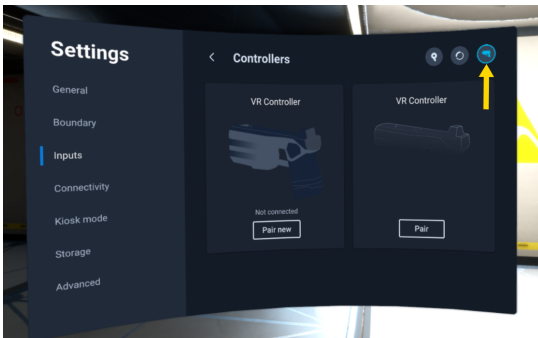 Settings
General
Boundary
Inputs
Connectivity
Kiosk mode
Storage
Advanced
Controllers
VR Controller
Not connected
Pair new
VR Controller
Pair